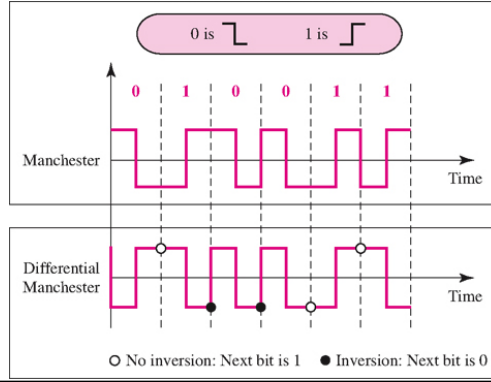 0 is 1 is
0 1 0 0 1 1
Manchester
Time
Differential
Manchester
Time
No inversion: Next bit is 1 Inversion: Next bit is 0